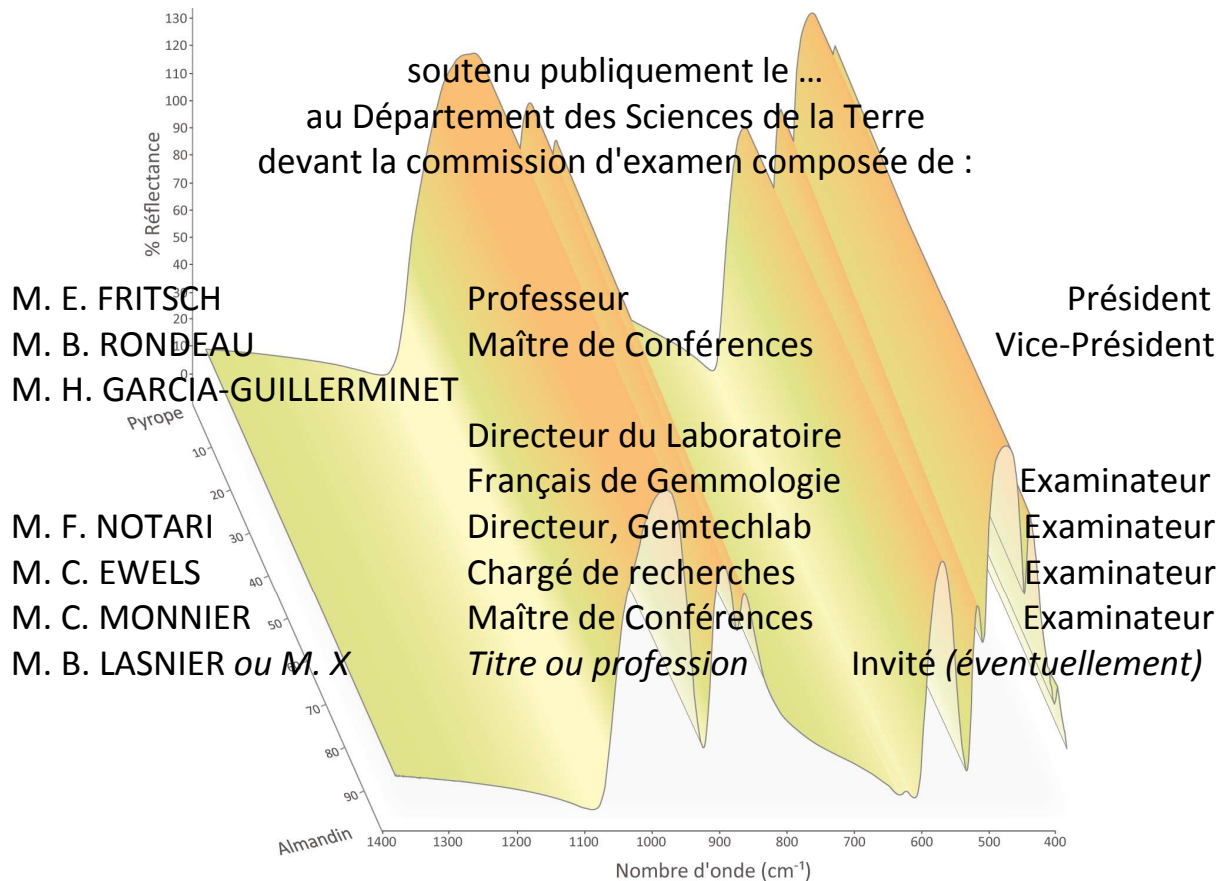 130
120
110
100
90
80
70
60
50
40
30
20
10
0
% Réflectance
soutenu publiquement le …
au Département des Sciences de la Terre
devant la commission d'examen composée de :
M. E. FRITSCH Professeur Président
M. B. RONDEAU Maître de Conférences Vice-Président
M. H. GARCIA-GUILLERMINET
Directeur du Laboratoire
Français de Gemmologie Examinateur
M. F. NOTARI Directeur, Gemtechlab Examinateur
M. C. EWELS Chargé de recherches Examinateur
M. C. MONNIER Maître de Conférences Examinateur
M. B. LASNIER ou M. X Titre ou profession Invité (éventuellement)
Pyrope
10
20
30
40
50
70
80
90
Almandin
1400 1300 1200 1100 1000 900 800 700 600 500 400
Nombre d'onde (cm⁻¹)